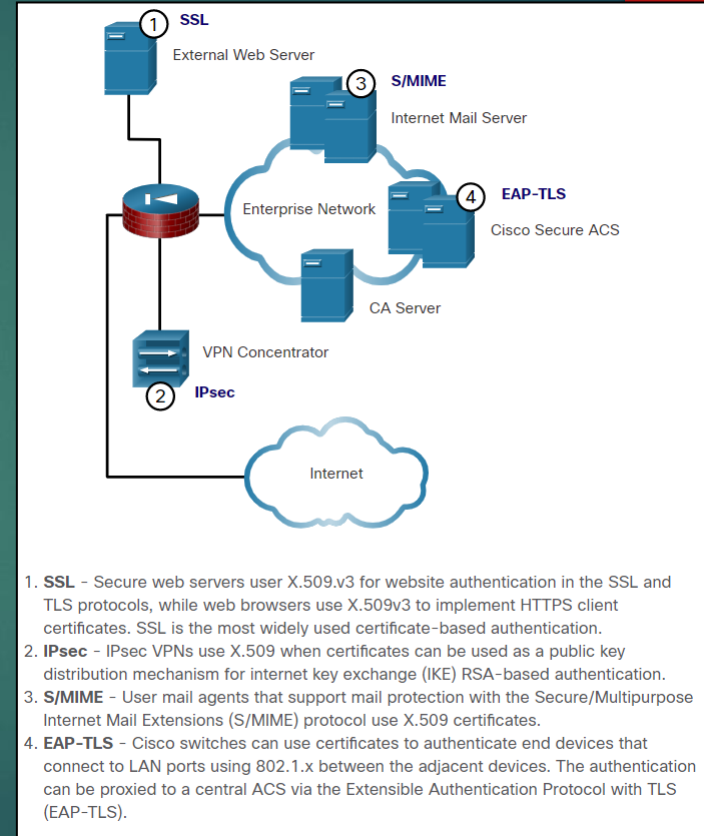 1 SSL
External Web Server
3 S/MIME
Internet Mail Server
4 EAP-TLS
Enterprise Network
Cisco Secure ACS
CA Server
VPN Concentrator
2 IPsec
Internet
1. SSL - Secure web servers user X.509.v3 for website authentication in the SSL and
TLS protocols, while web browsers use X.509v3 to implement HTTPS client
certificates. SSL is the most widely used certificate-based authentication.
2. IPsec - IPsec VPNs use X.509 when certificates can be used as a public key
distribution mechanism for internet key exchange (IKE) RSA-based authentication.
3. S/MIME - User mail agents that support mail protection with the Secure/Multipurpose
Internet Mail Extensions (S/MIME) protocol use X.509 certificates.
4. EAP-TLS - Cisco switches can use certificates to authenticate end devices that
connect to LAN ports using 802.1.x between the adjacent devices. The authentication
can be proxied to a central ACS via the Extensible Authentication Protocol with TLS
(EAP-TLS).